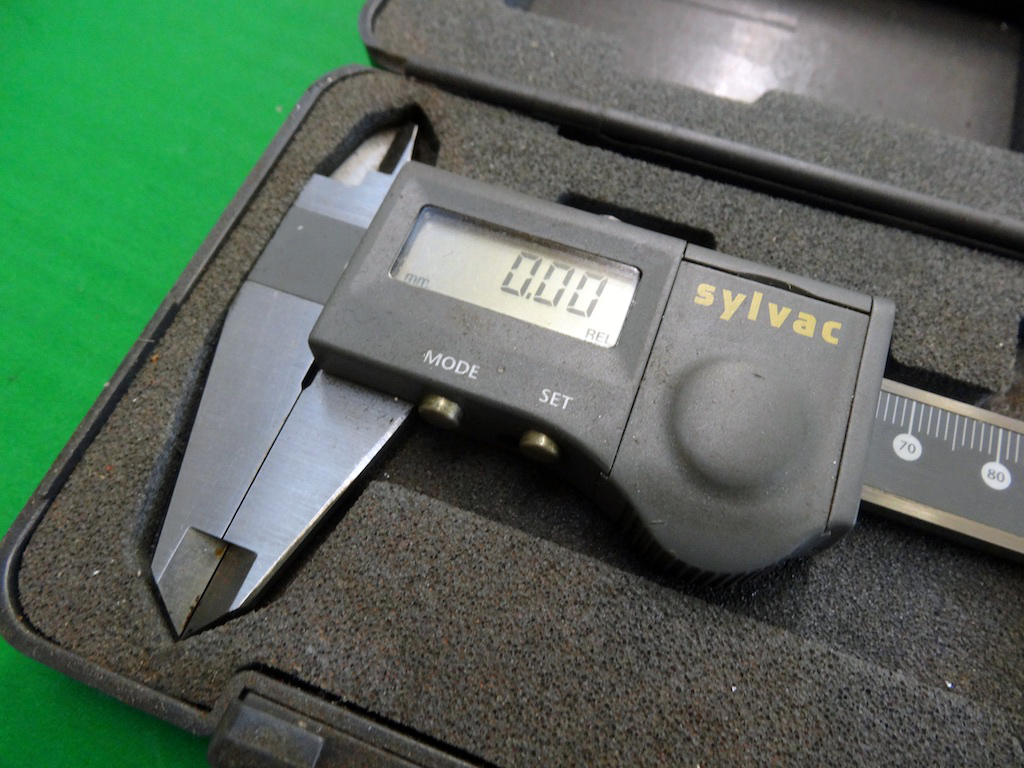 0.00
mm
REL
sylvac
MODE
SET
70
80